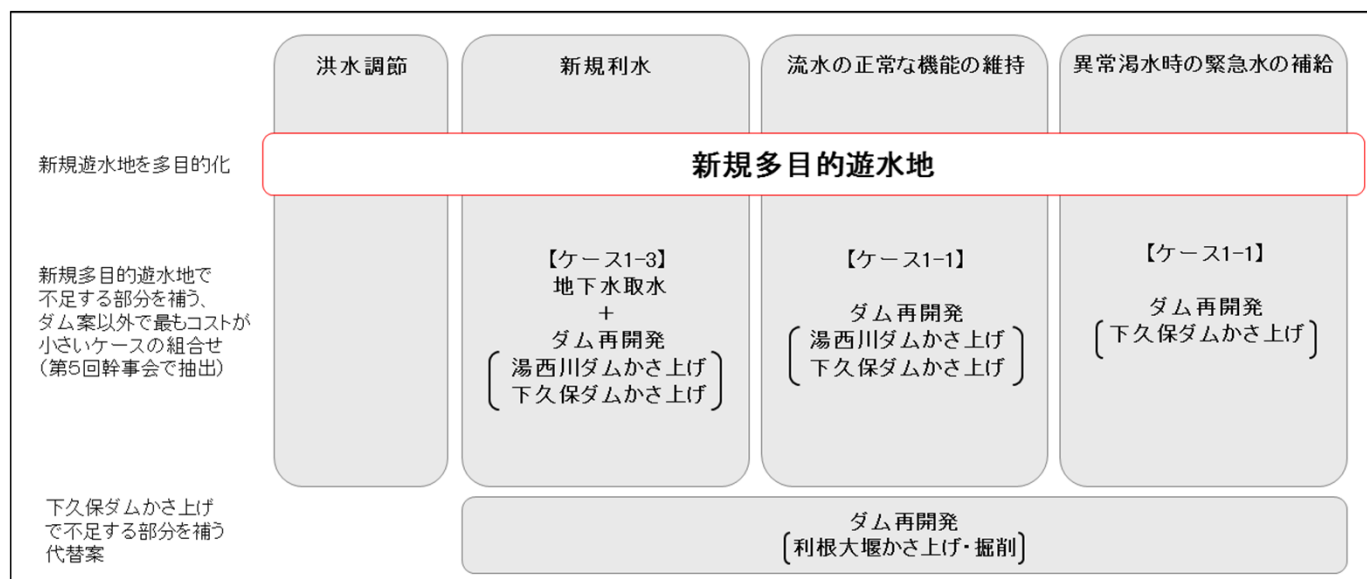 洪水調節
新規利水
流水の正常な機能の維持
異常渇水時の緊急水の補給
新規遊水地を多目的化
新規多目的遊水地
新規多目的遊水地で
不足する部分を補う、
ダム案以外で最もコストが
小さいケースの組合せ
(第5回幹事会で抽出)
【ケース1-3】
地下水取水
+
ダム再開発
湯西川ダムかさ上げ
下久保ダムかさ上げ
【ケース1-1】
ダム再開発
湯西川ダムかさ上げ
下久保ダムかさ上げ
【ケース1-1】
ダム再開発
[下久保ダムかさ上げ]
下久保ダムかさ上げ
で不足する部分を補う
代替案
ダム再開発
[利根大堰かさ上げ・掘削]